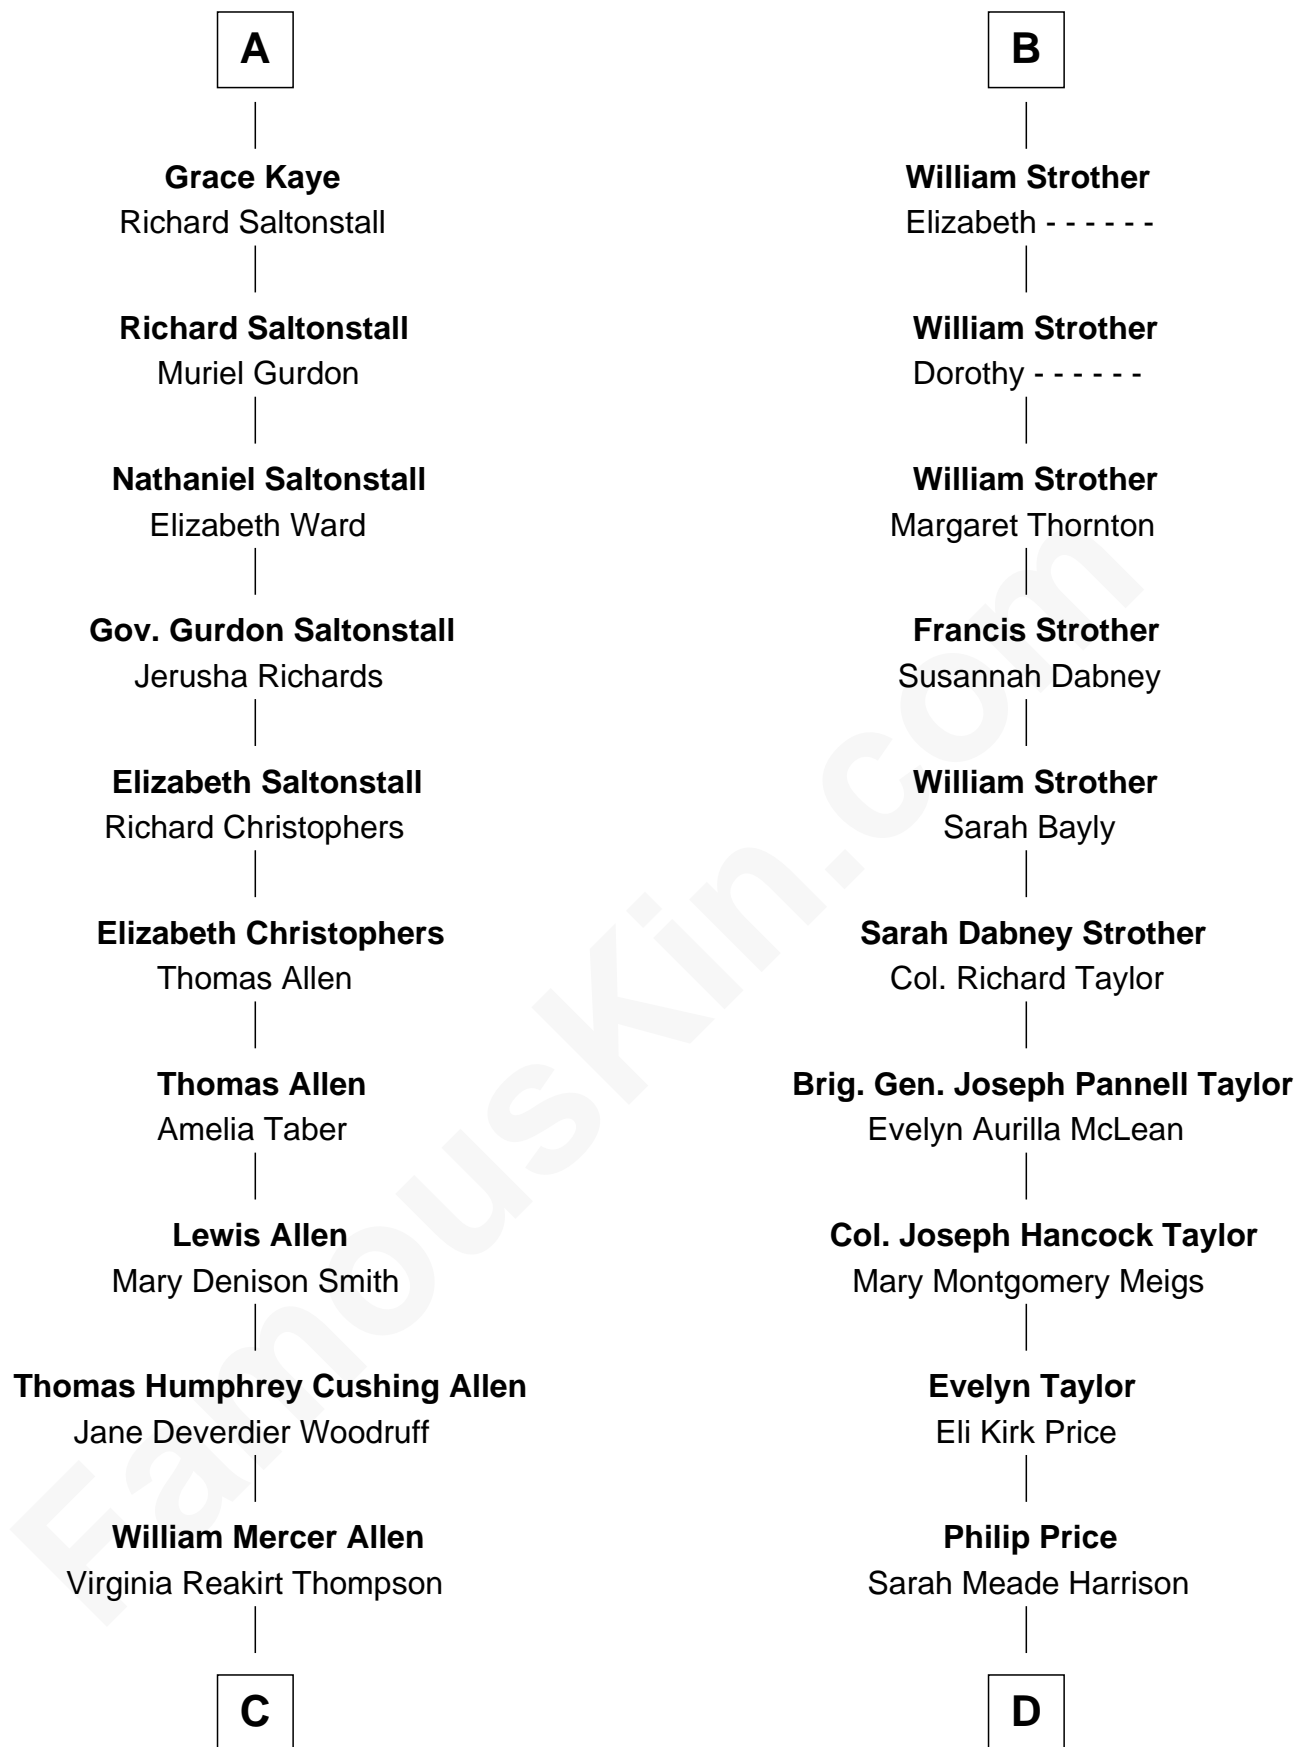 A
Grace Kaye
Richard Saltonstall
Richard Saltonstall
Muriel Gurdon
Nathaniel Saltonstall
Elizabeth Ward
Gov. Gurdon Saltonstall
Jerusha Richards
Elizabeth Saltonstall
Richard Christophers
Elizabeth Christophers
Thomas Allen
Thomas Allen
Amelia Taber
Lewis Allen
Mary Denison Smith
Thomas Humphrey Cushing Allen
Jane Deverdier Woodruff
William Mercer Allen
Virginia Reakirt Thompson
C
B
William Strother
Elizabeth - - - - - -
William Strother
Dorothy - - - - - -
William Strother
Margaret Thornton
Francis Strother
Susannah Dabney
William Strother
Sarah Bayly
Sarah Dabney Strother
Col. Richard Taylor
Brig. Gen. Joseph Pannell Taylor
Evelyn Aurilla McLean
Col. Joseph Hancock Taylor
Mary Montgomery Meigs
Evelyn Taylor
Eli Kirk Price
Philip Price
Sarah Meade Harrison
D
FamousKin.com